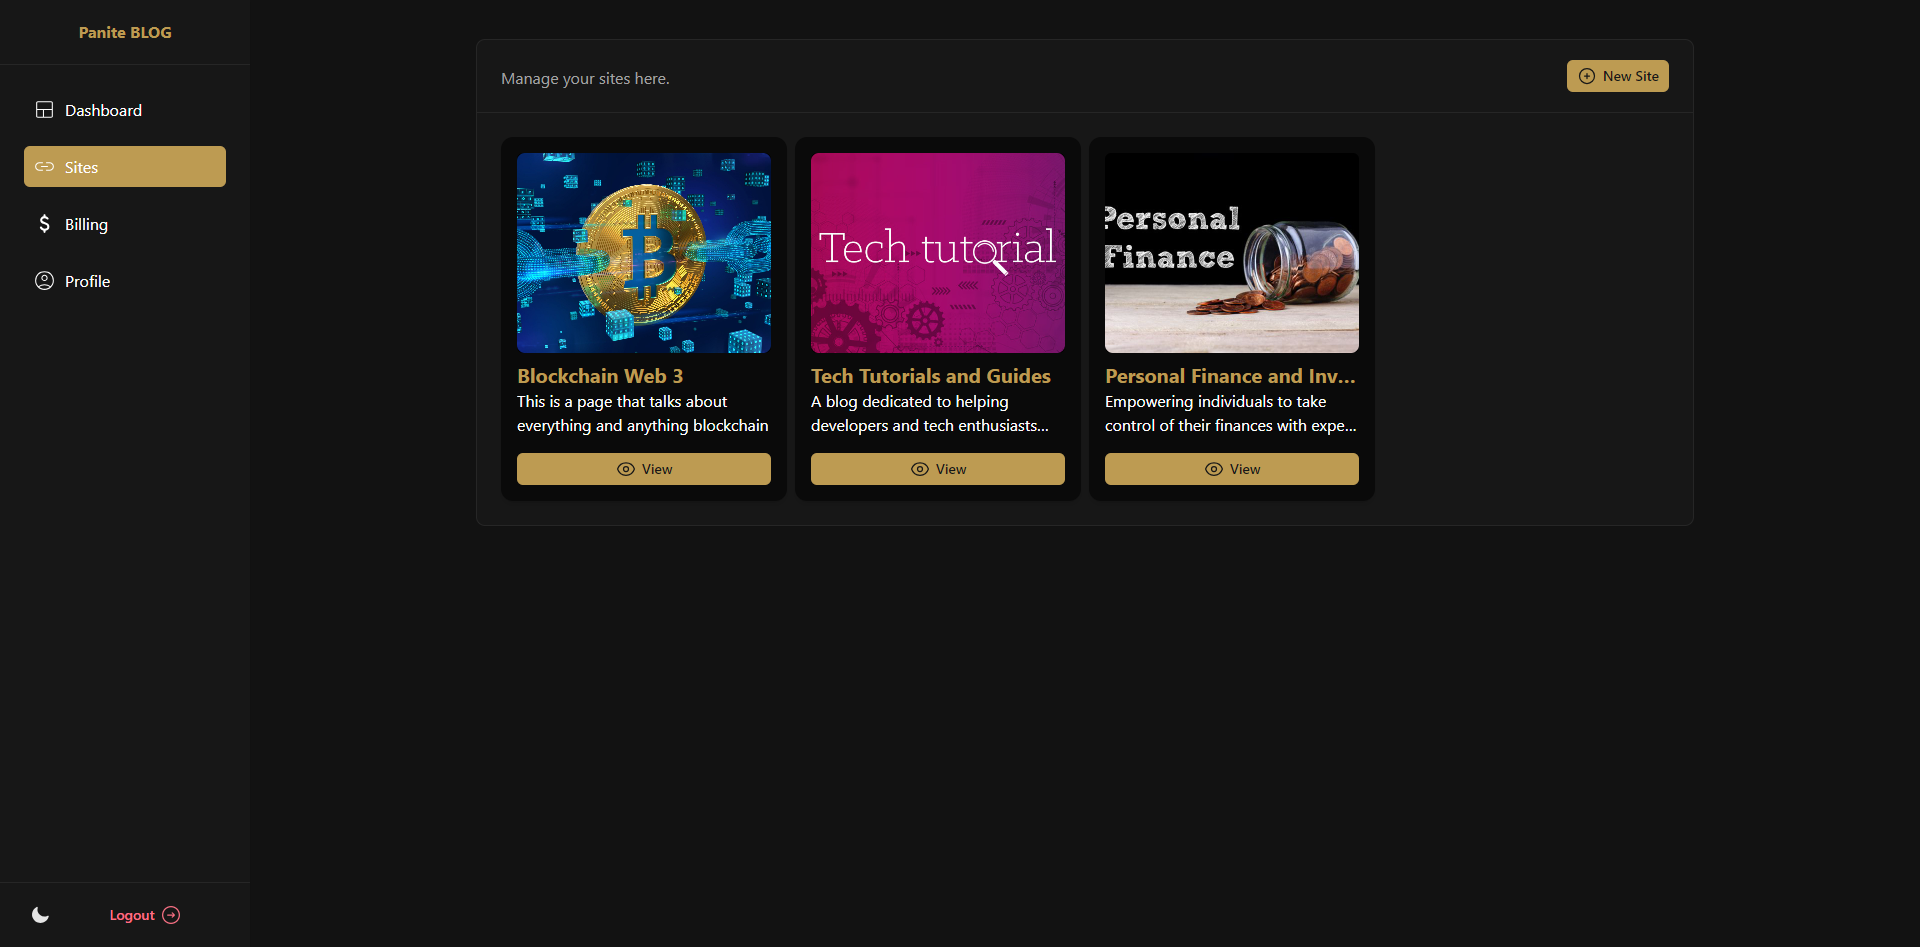 Panite BLOG
Dashboard
Sites
Billing
Profile
Logout
Manage your sites here.
New Site
Blockchain Web 3
This is a page that talks about
everything and anything blockchain
View
Tech tutorial
Tech Tutorials and Guides
A blog dedicated to helping
developers and tech enthusiasts...
View
Personal
Finance
Personal Finance and Inv...
Empowering individuals to take
control of their finances with expe...
View